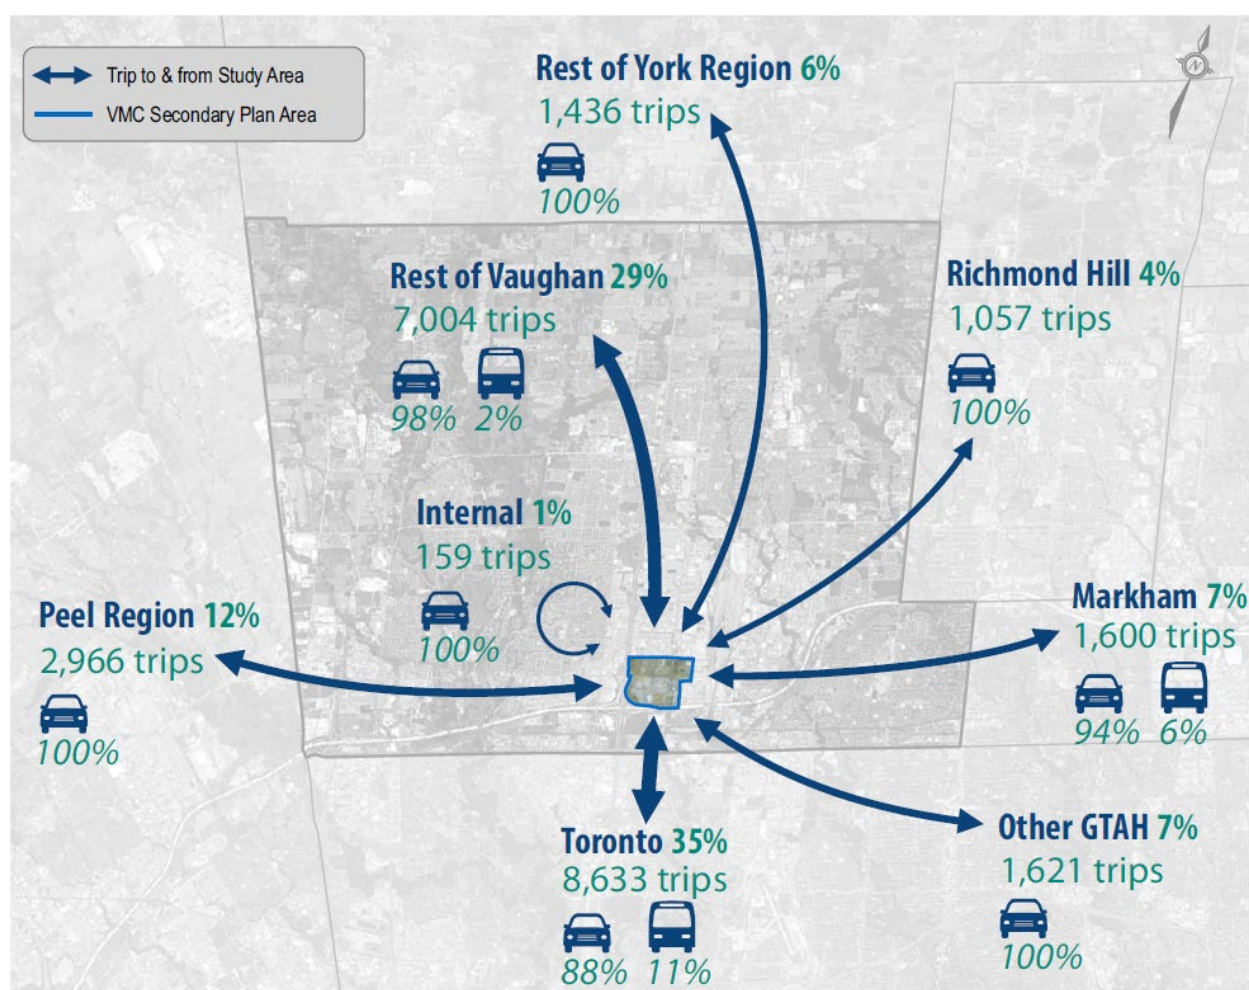 Trip to & from Study Area
VMC Secondary Plan Area
N
Rest of York Region 6%
1,436 trips
100%
Rest of Vaughan 29%
7,004 trips
98% 2%
Richmond Hill 4%
1,057 trips
100%
Internal 1%
159 trips
100%
Peel Region 12%
2,966 trips
100%
Markham 7%
1,600 trips
94% 6%
Toronto 35%
8,633 trips
88% 11%
Other GTAH 7%
1,621 trips
100%